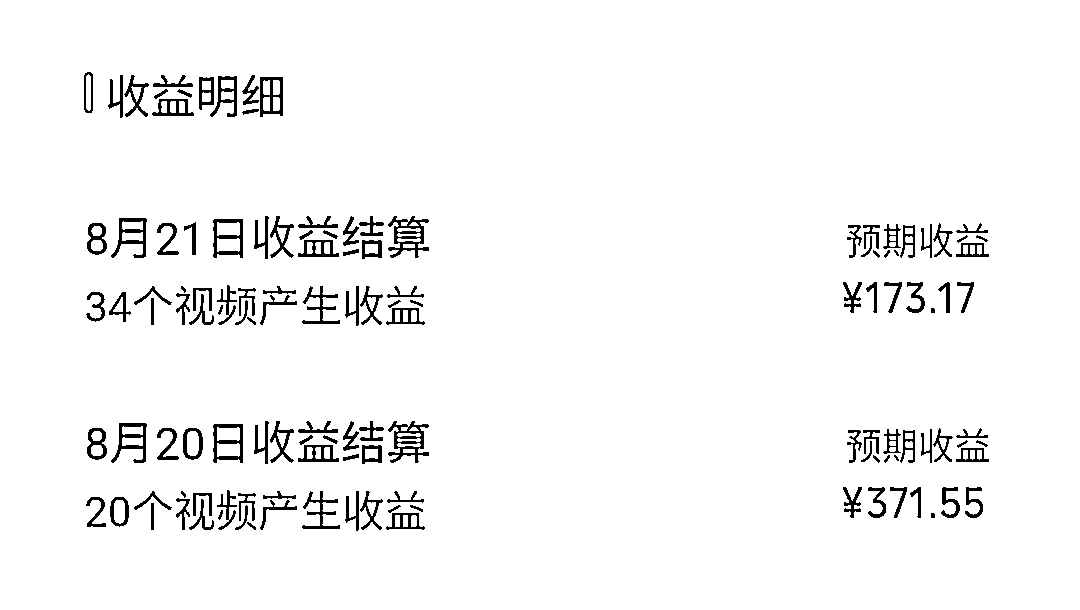 收益明细
8月21日收益结算
预期收益
34个视频产生收益
¥173.17
8月20日收益结算
预期收益
20个视频产生收益
¥371.55